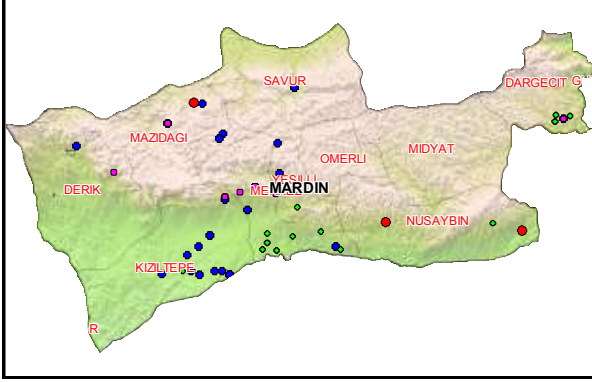 SAVUR
DARGECIT G
MAZIDAGI
MIDYAT
OMERLI
DERIK
MARDIN
NUSAYBIN
KIZILTEPE
R